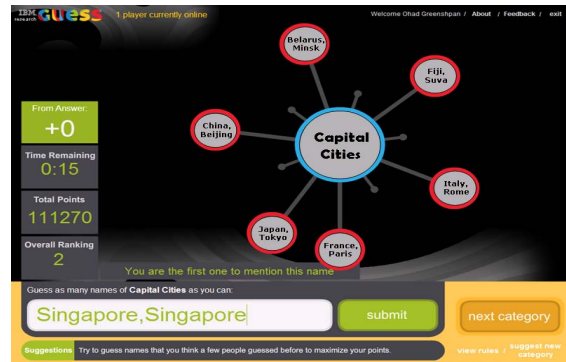 IBM
research
Guess
1 player currently online
Welcome Ohad Greenshpan / About / Feedback / exit
Belarus,
Minsk
Fiji,
Suva
From Answer:
+0
China,
Beijing
Capital
Cities
Time Remaining
0:15
Italy,
Rome
Total Points
111270
Japan,
Tokyo
France,
Paris
Overall Ranking
2
You are the first one to mention this name
Guess as many names of Capital Cities as you can:
Singapore,Singapore
submit
next category
Suggestions
Try to guess names that you think a few people guessed before to maximize your points.
view rules /
suggest new
category